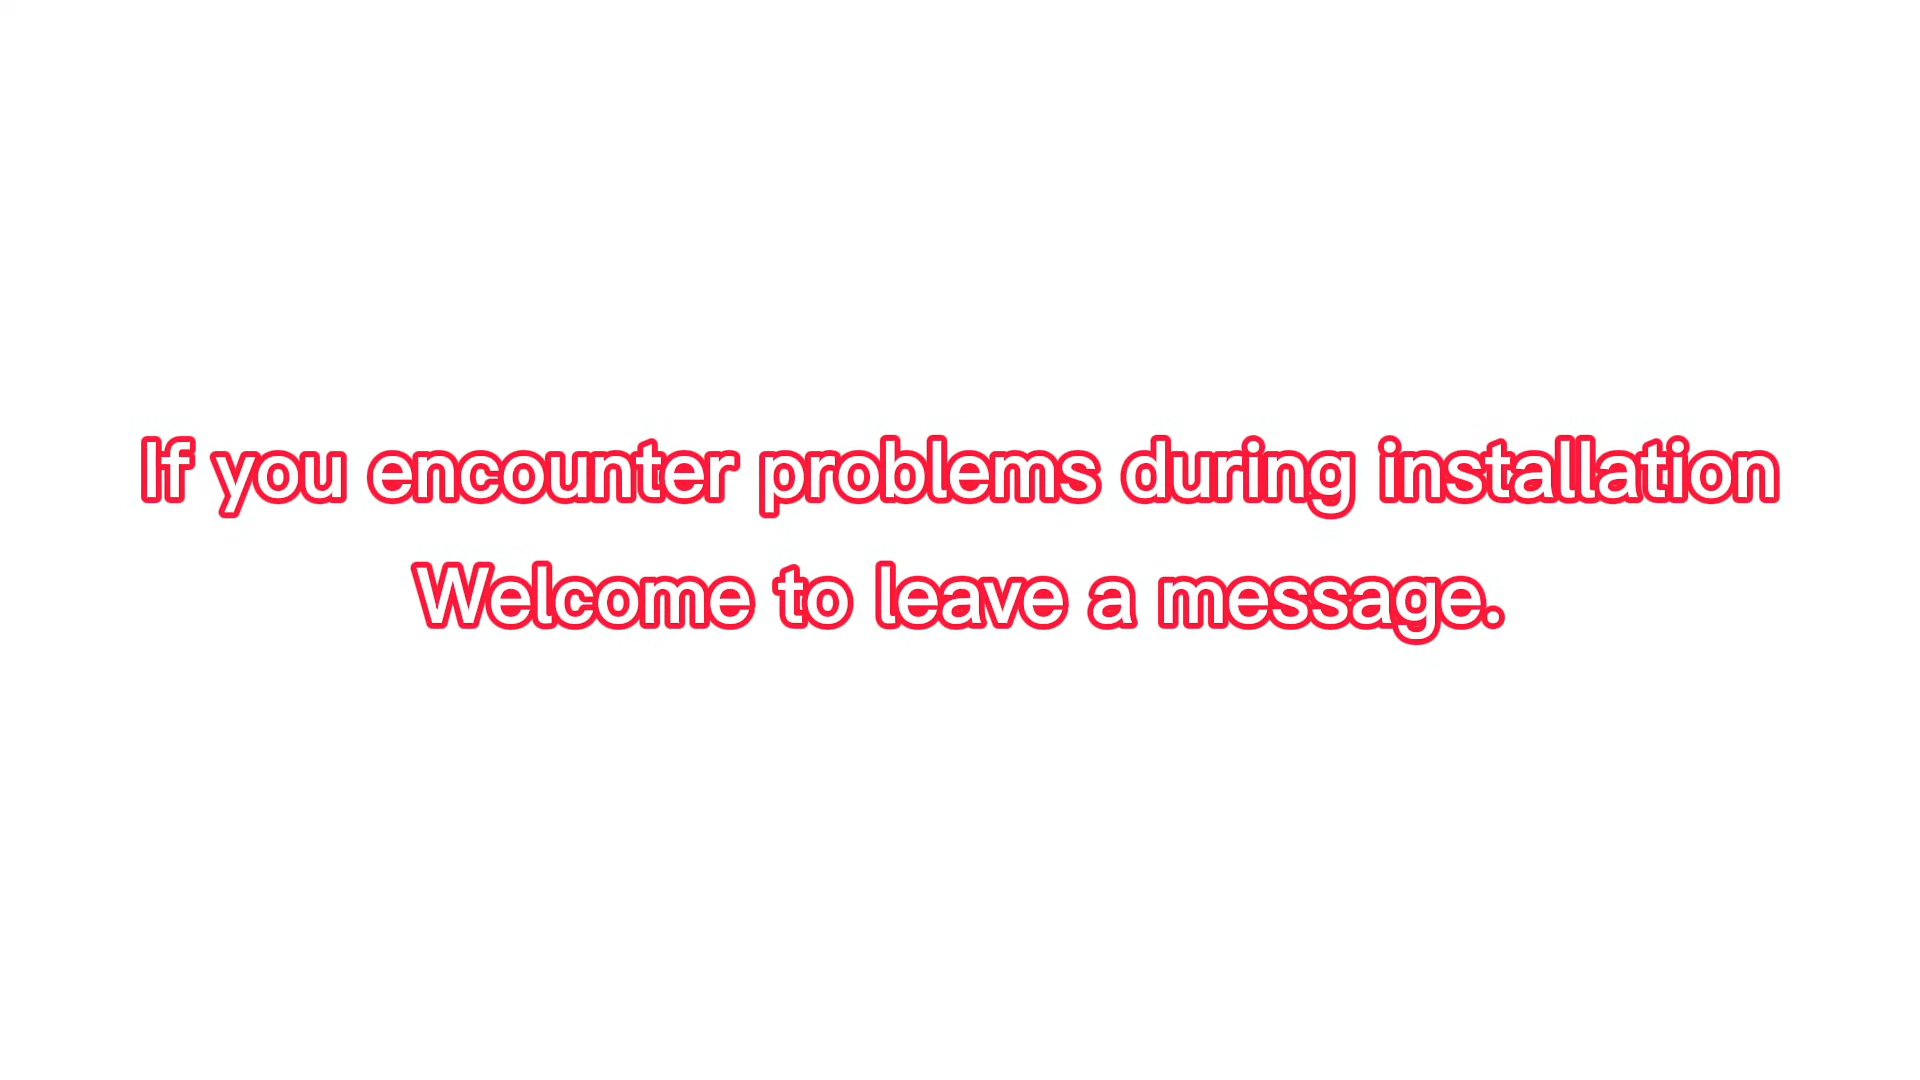 If you encounter problems during installation
Welcome to leave a message.